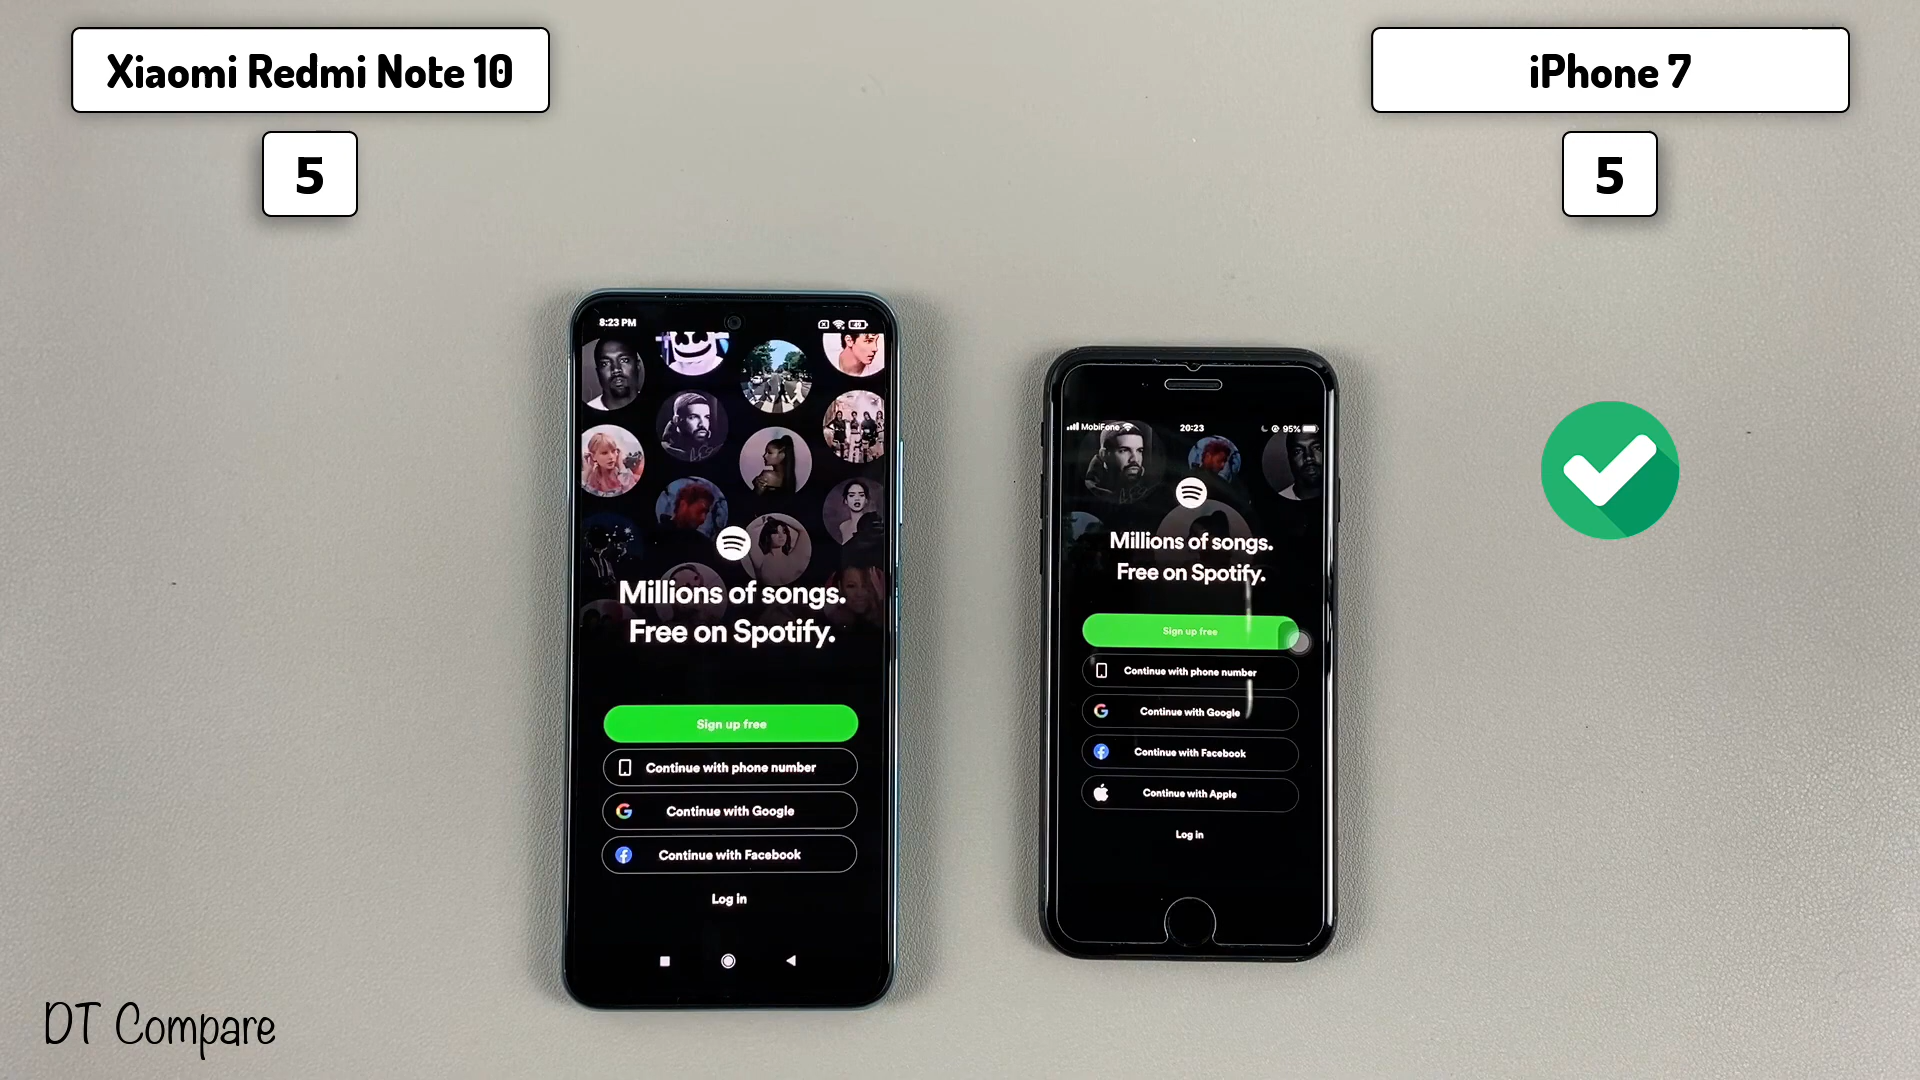 Xiaomi Redmi Note 10
5
iPhone 7
5
8:23 PM
Millions of songs.
Free on Spotify.
Sign up free
Continue with phone number
Continue with Google
Continue with Facebook
Log in
MobiFone
20:23
95%
Millions of songs.
Free on Spotify.
Sign up free
Continue with phone number
Continue with Google
Continue with Facebook
Continue with Apple
Log in
DT Compare